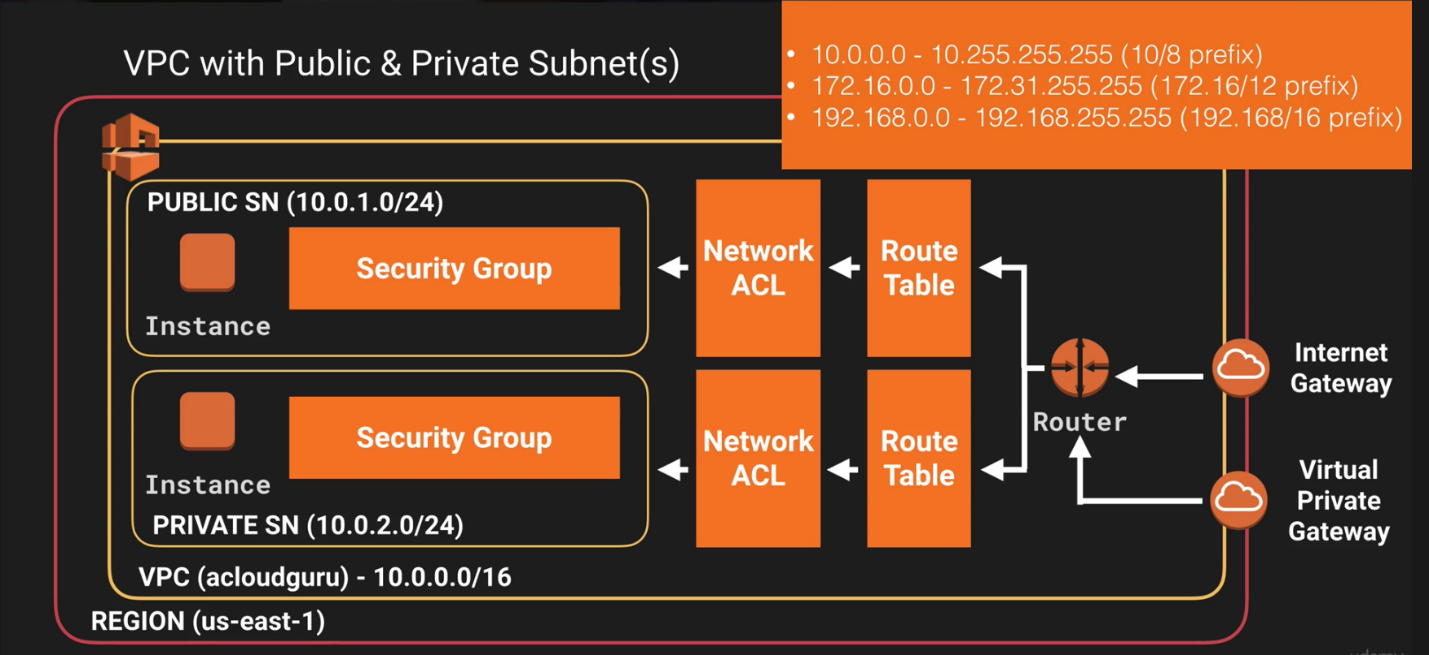 VPC with Public & Private Subnet(s)
• 10.0.0.0 - 10.255.255.255 (10/8 prefix)
• 172.16.0.0 - 172.31.255.255 (172.16/12 prefix)
• 192.168.0.0 - 192.168.255.255 (192.168/16 prefix)
PUBLIC SN (10.0.1.0/24)
Instance
Security Group
Network
ACL
Route
Table
Instance
Security Group
PRIVATE SN (10.0.2.0/24)
Network
ACL
Route
Table
Router
Internet
Gateway
Virtual
Private
Gateway
VPC (acloudguru) - 10.0.0.0/16
REGION (us-east-1)